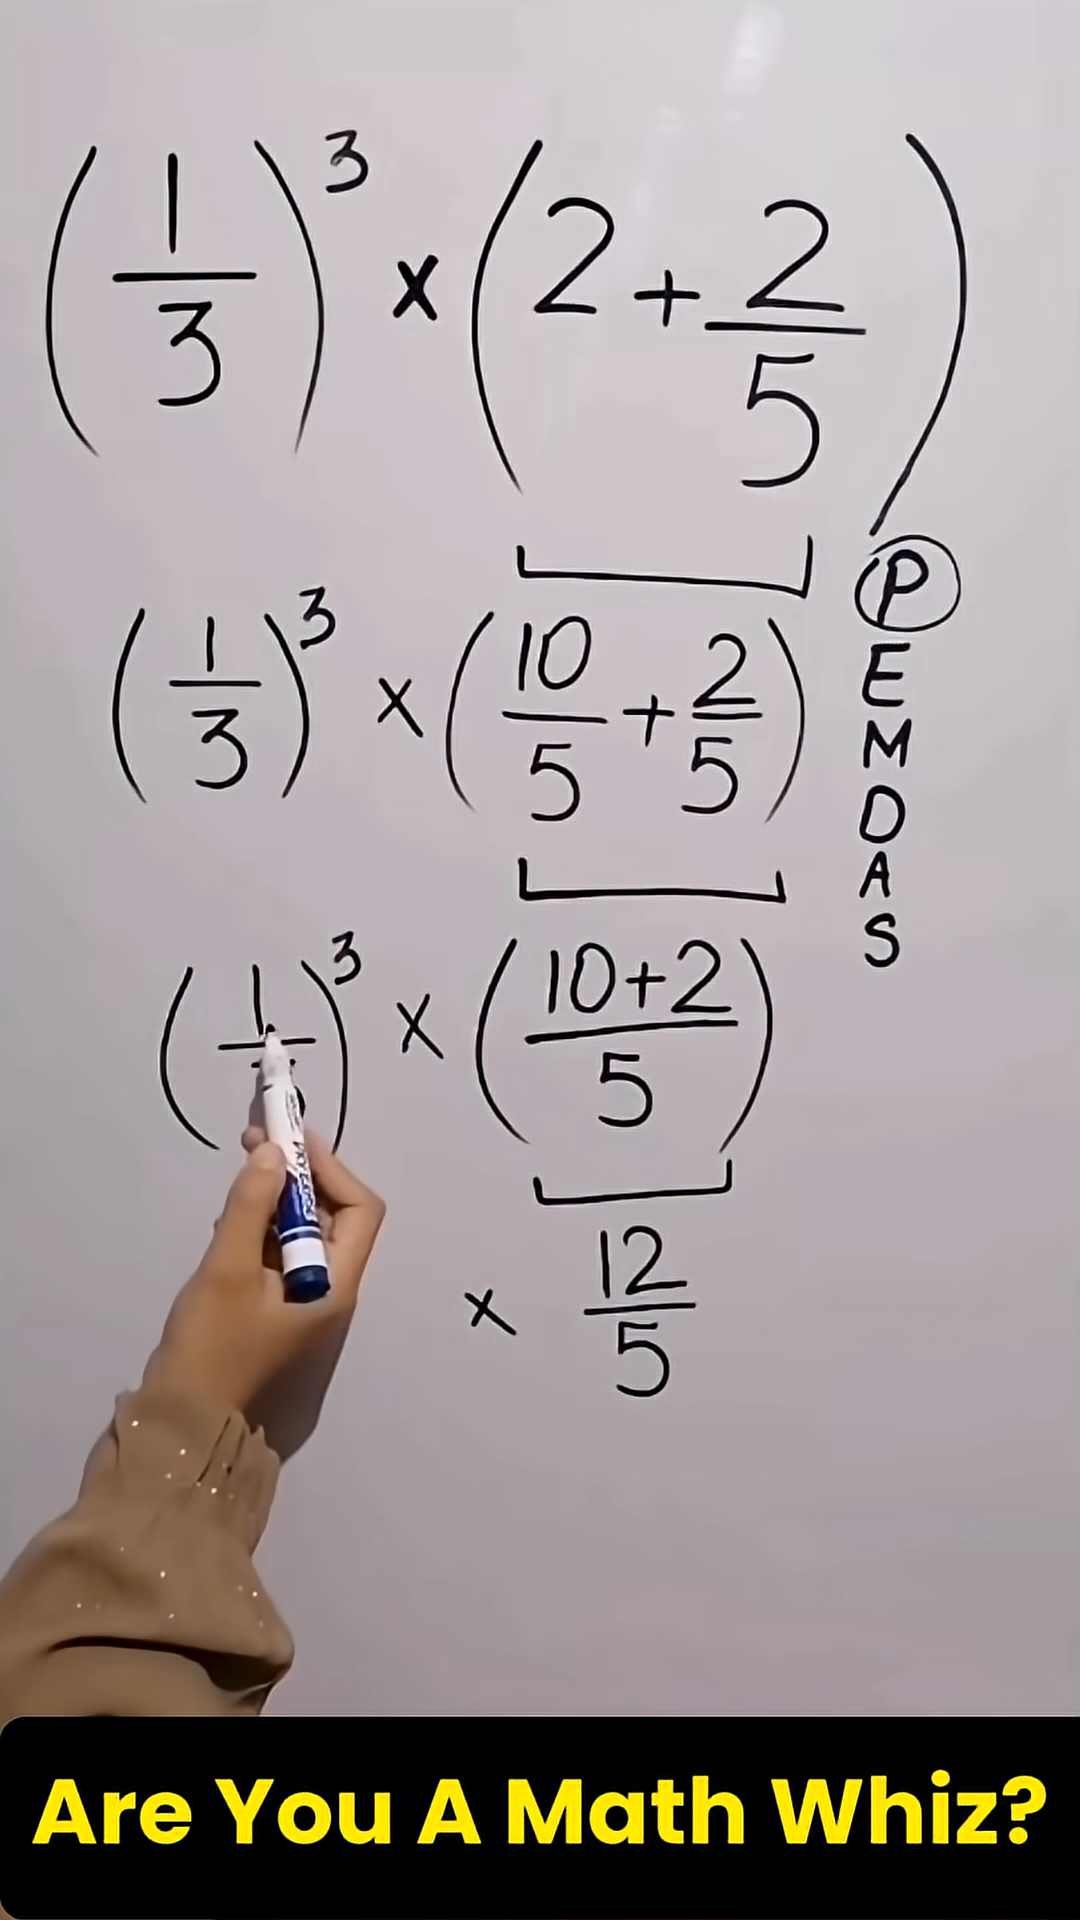 (1/3)³ × (2 + 2/5)
(1/3)³ × (10/5 + 2/5)
(1/ )³ × (10+2/5)
× 12/5
P
E
M
D
A
S
Are You A Math Whiz?